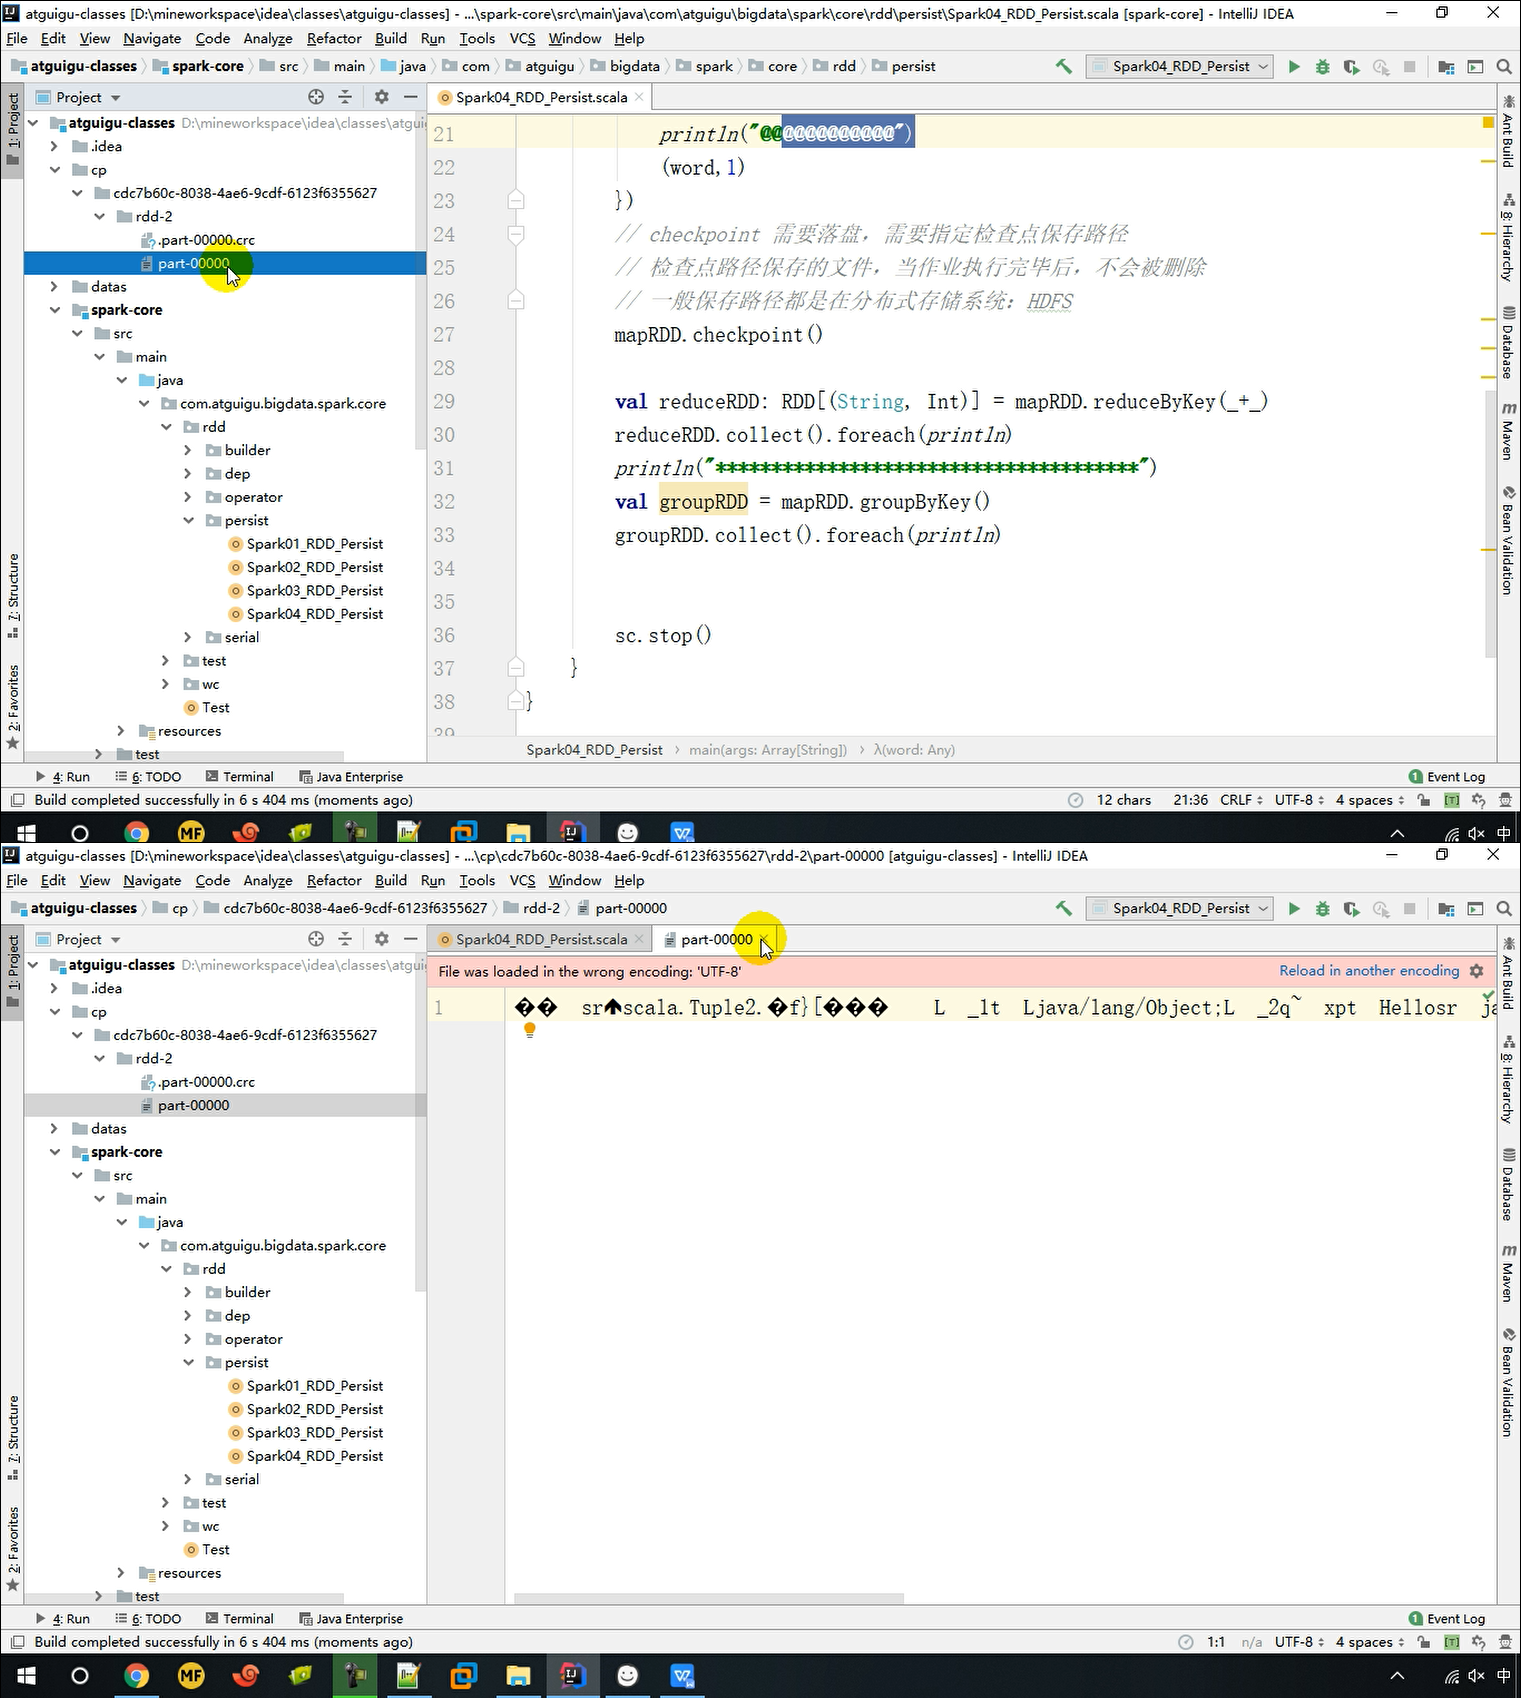 atguigu-classes [D:\mineworkspace\idea\classes\atguigu-classes] - ...\spark-core\src\main\java\com\atguigu\bigdata\spark\core\rdd\persist\Spark04_RDD_Persist.scala [spark-core] - IntelliJ IDEA
File Edit View Navigate Code Analyze Refactor Build Run Tools VCS Window Help
atguigu-classes spark-core src main java com atguigu bigdata spark core rdd persist Spark04_RDD_Persist
Project Spark04_RDD_Persist.scala
1: Project
7: Structure
2: Favorites
atguigu-classes D:\mineworkspace\idea\classes\atgui
.idea
cp
cdc7b60c-8038-4ae6-9cdf-6123f6355627
rdd-2
.part-00000.crc
part-00000
datas
spark-core
src
main
java
com.atguigu.bigdata.spark.core
rdd
builder
dep
operator
persist
Spark01_RDD_Persist
Spark02_RDD_Persist
Spark03_RDD_Persist
Spark04_RDD_Persist
serial
test
wc
Test
resources
test
21 println("@@@@@@@@@@@@")
22 (word,1)
23 })
24 // checkpoint 需要落盘，需要指定检查点保存路径
25 // 检查点路径保存的文件，当作业执行完毕后，不会被删除
26 // 一般保存路径都是在分布式存储系统：HDFS
27 mapRDD.checkpoint()
28
29 val reduceRDD: RDD[(String, Int)] = mapRDD.reduceByKey(_+_)
30 reduceRDD.collect().foreach(println)
31 println("**************************************")
32 val groupRDD = mapRDD.groupByKey()
33 groupRDD.collect().foreach(println)
34
35
36 sc.stop()
37 }
38 }
39
Spark04_RDD_Persist main(args: Array[String]) λ(word: Any)
Ant Build
8: Hierarchy
Database
Maven
Bean Validation
4: Run 6: TODO Terminal Java Enterprise 1 Event Log
Build completed successfully in 6 s 404 ms (moments ago) 12 chars 21:36 CRLF UTF-8 4 spaces
MF 中
atguigu-classes [D:\mineworkspace\idea\classes\atguigu-classes] - ...\cp\cdc7b60c-8038-4ae6-9cdf-6123f6355627\rdd-2\part-00000 [atguigu-classes] - IntelliJ IDEA
File Edit View Navigate Code Analyze Refactor Build Run Tools VCS Window Help
atguigu-classes cp cdc7b60c-8038-4ae6-9cdf-6123f6355627 rdd-2 part-00000 Spark04_RDD_Persist
Project Spark04_RDD_Persist.scala part-00000
1: Project
7: Structure
2: Favorites
atguigu-classes D:\mineworkspace\idea\classes\atgui
.idea
cp
cdc7b60c-8038-4ae6-9cdf-6123f6355627
rdd-2
.part-00000.crc
part-00000
datas
spark-core
src
main
java
com.atguigu.bigdata.spark.core
rdd
builder
dep
operator
persist
Spark01_RDD_Persist
Spark02_RDD_Persist
Spark03_RDD_Persist
Spark04_RDD_Persist
serial
test
wc
Test
resources
test
File was loaded in the wrong encoding: 'UTF-8' Reload in another encoding
1 �� sr scala.Tuple2.�f}[��� L _1t Ljava/lang/Object;L _2q~ xpt Hellosr ja
Ant Build
8: Hierarchy
Database
Maven
Bean Validation
4: Run 6: TODO Terminal Java Enterprise 1 Event Log
Build completed successfully in 6 s 404 ms (moments ago) 1:1 n/a UTF-8 4 spaces
MF 中